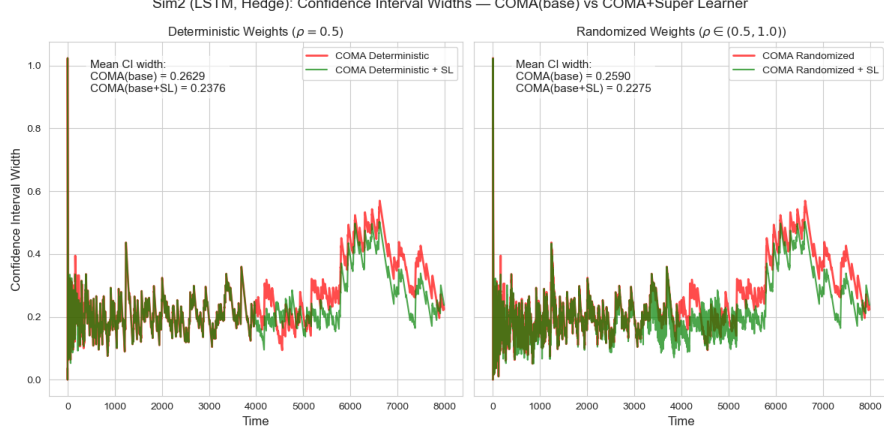 Sim2 (LSTM, Hedge): Confidence Interval Widths — COMA(base) vs COMA+Super Learner
Deterministic Weights (ρ = 0.5)
Mean CI width:
COMA(base) = 0.2629
COMA(base+SL) = 0.2376
COMA Deterministic
COMA Deterministic + SL
Confidence Interval Width
1.0
0.8
0.6
0.4
0.2
0.0
0 1000 2000 3000 4000 5000 6000 7000 8000
Time
Randomized Weights (ρ ∈ (0.5, 1.0))
Mean CI width:
COMA(base) = 0.2590
COMA(base+SL) = 0.2275
COMA Randomized
COMA Randomized + SL
0 1000 2000 3000 4000 5000 6000 7000 8000
Time